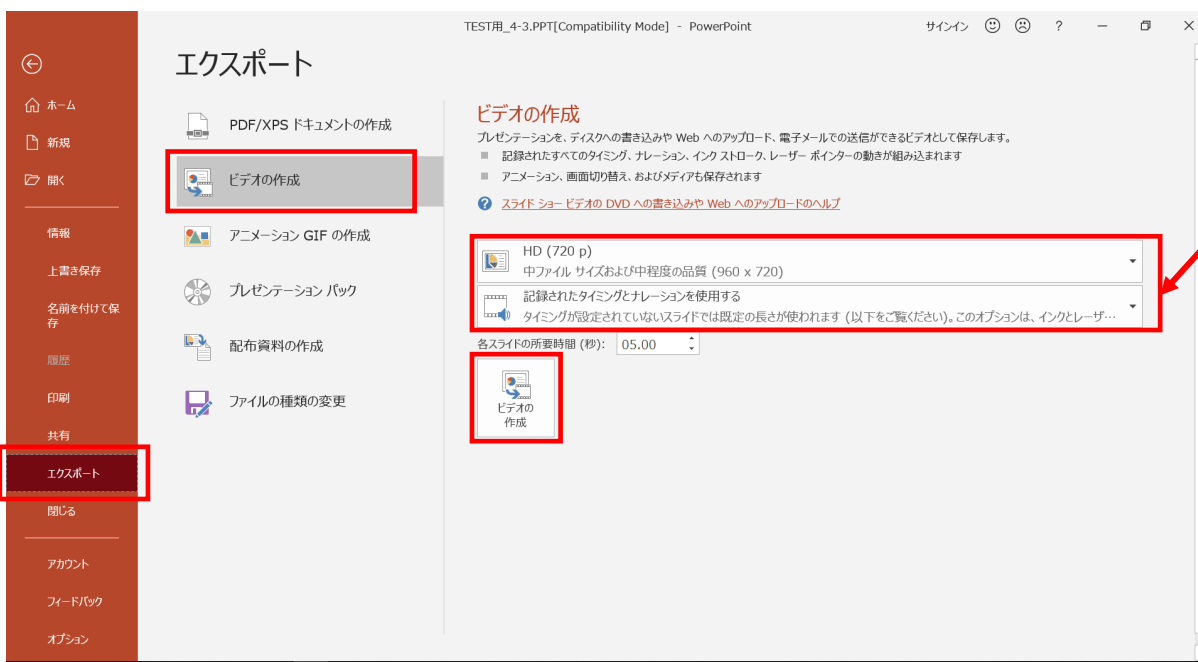 TEST用_4-3.PPT[Compatibility Mode] - PowerPoint
サインイン
?
エクスポート
ホーム
新規
開く
情報
上書き保存
名前を付けて保
存
履歴
印刷
共有
エクスポート
閉じる
アカウント
フィードバック
オプション
PDF/XPS ドキュメントの作成
ビデオの作成
アニメーション GIF の作成
プレゼンテーション パック
配布資料の作成
ファイルの種類の変更
ビデオの作成
プレゼンテーションを、ディスクへの書き込みや Web へのアップロード、電子メールでの送信ができるビデオとして保存します。
記録されたすべてのタイミング、ナレーション、インク ストローク、レーザー ポインターの動きが組み込まれます
アニメーション、画面切り替え、およびメディアも保存されます
スライド ショー ビデオの DVD への書き込みや Web へのアップロードのヘルプ
HD (720 p)
中ファイル サイズおよび中程度の品質 (960 x 720)
記録されたタイミングとナレーションを使用する
タイミングが設定されていないスライドでは既定の長さが使われます (以下をご覧ください)。このオプションは、インクとレーザ…
各スライドの所要時間 (秒): 05.00
ビデオの
作成